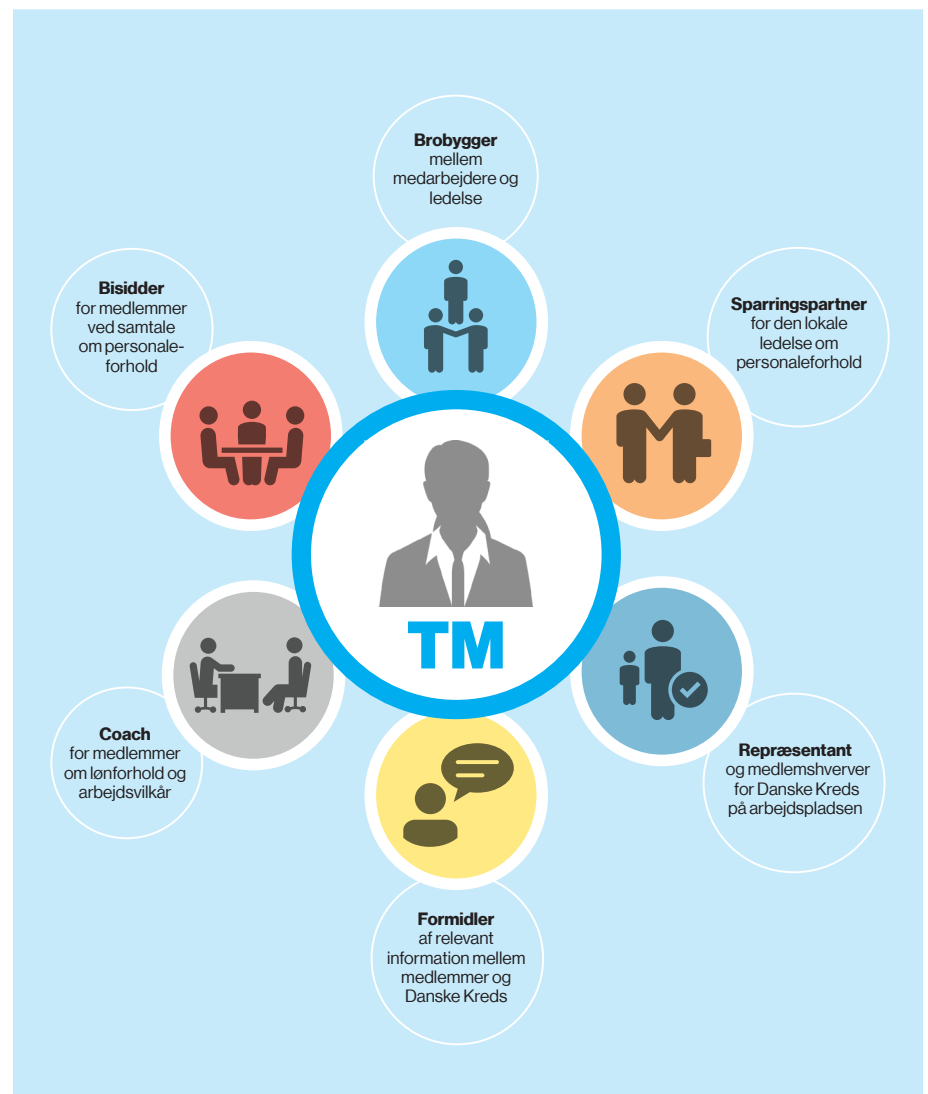 Brobygger
mellem
medarbejdere og
ledelse
Bisidder
for medlemmer
ved samtale
om personale-
forhold
Sparringspartner
for den lokale
ledelse om
personaleforhold
TM
Coach
for medlemmer
om lønforhold og
arbejdsvilkår
Repræsentant
og medlemshverver
for Danske Kreds
på arbejdspladsen
Formidler
af relevant
information mellem
medlemmer og
Danske Kreds